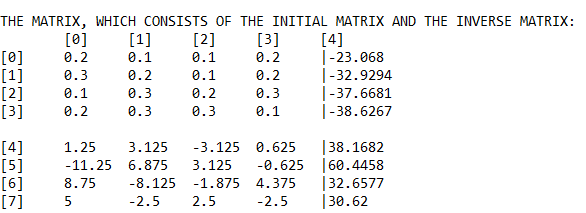 THE MATRIX, WHICH CONSISTS OF THE INITIAL MATRIX AND THE INVERSE MATRIX:
[0] [1] [2] [3] [4]
[0] 0.2 0.1 0.1 0.2 |-23.068
[1] 0.3 0.2 0.1 0.2 |-32.9294
[2] 0.1 0.3 0.2 0.3 |-37.6681
[3] 0.2 0.3 0.3 0.1 |-38.6267
[4] 1.25 3.125 -3.125 0.625 |38.1682
[5] -11.25 6.875 3.125 -0.625 |60.4458
[6] 8.75 -8.125 -1.875 4.375 |32.6577
[7] 5 -2.5 2.5 -2.5 |30.62